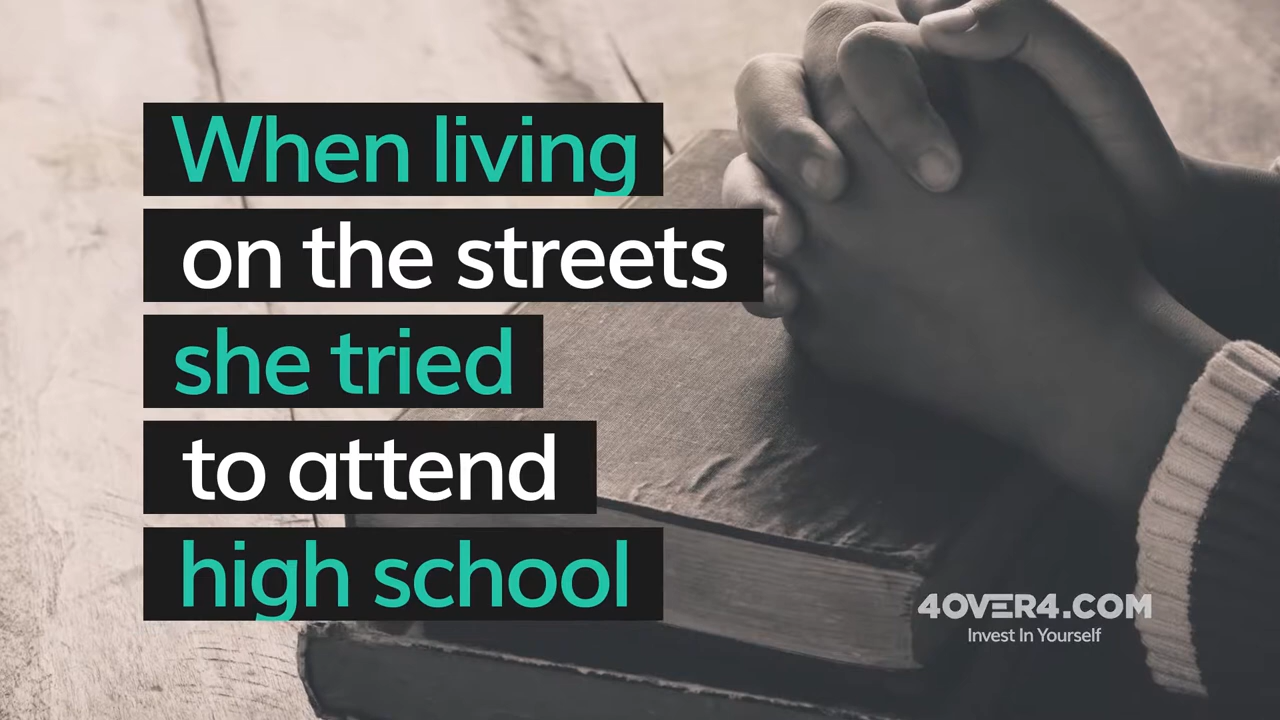 When living
on the streets
she tried
to attend
high school
4OVER4.COM
Invest In Yourself